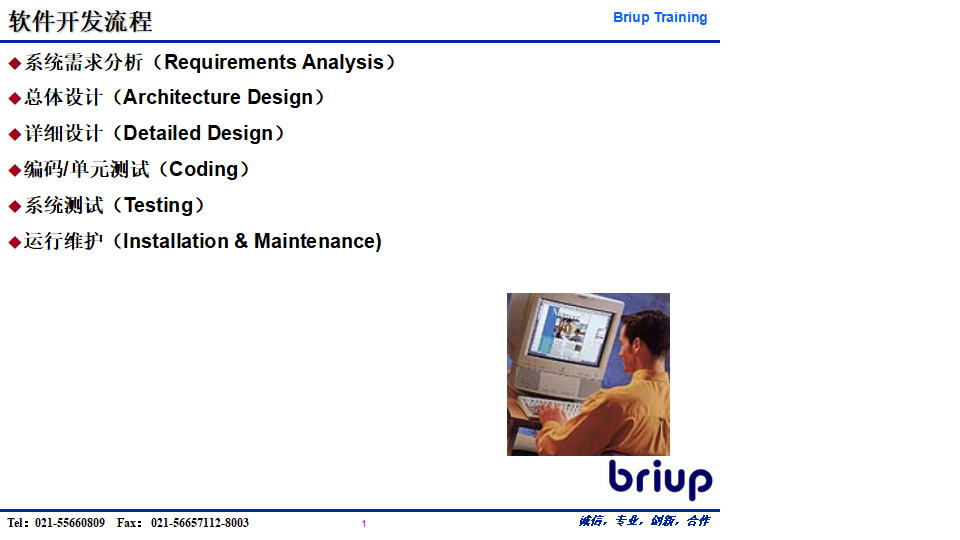 软件开发流程
Briup Training
系统需求分析（Requirements Analysis）
总体设计（Architecture Design）
详细设计（Detailed Design）
编码/单元测试（Coding）
系统测试（Testing）
运行维护（Installation & Maintenance)
briup
Tel：021-55660809 Fax： 021-56657112-8003
1
诚信，专业，创新，合作